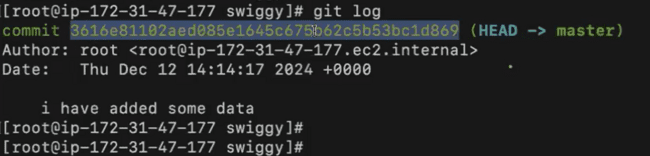 [root@ip-172-31-47-177 swiggy]# git log
commit 3616e81102aed085e1645c675b62c5b53bc1d869 (HEAD -> master)
Author: root <root@ip-172-31-47-177.ec2.internal>
Date:   Thu Dec 12 14:14:17 2024 +0000
    i have added some data
[root@ip-172-31-47-177 swiggy]#
[root@ip-172-31-47-177 swiggy]#